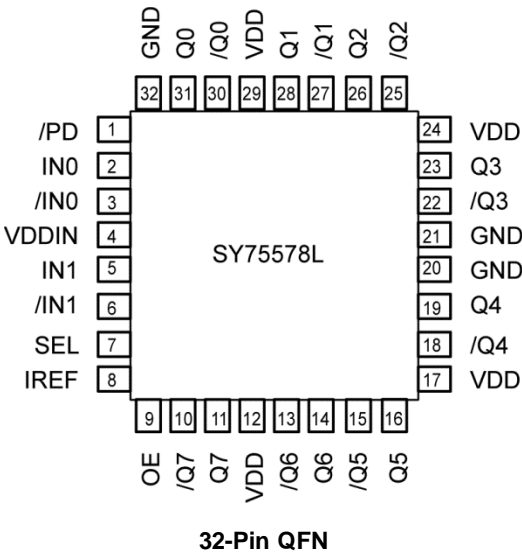 GND Q0 /Q0 VDD Q1 /Q1 Q2 /Q2
32 31 30 29 28 27 26 25
/PD 1 24 VDD
IN0 2 23 Q3
/IN0 3 22 /Q3
VDDIN 4 21 GND
SY75578L
IN1 5 20 GND
/IN1 6 19 Q4
SEL 7 18 /Q4
IREF 8 17 VDD
9 10 11 12 13 14 15 16
OE /Q7 Q7 VDD /Q6 Q6 /Q5 Q5
32-Pin QFN